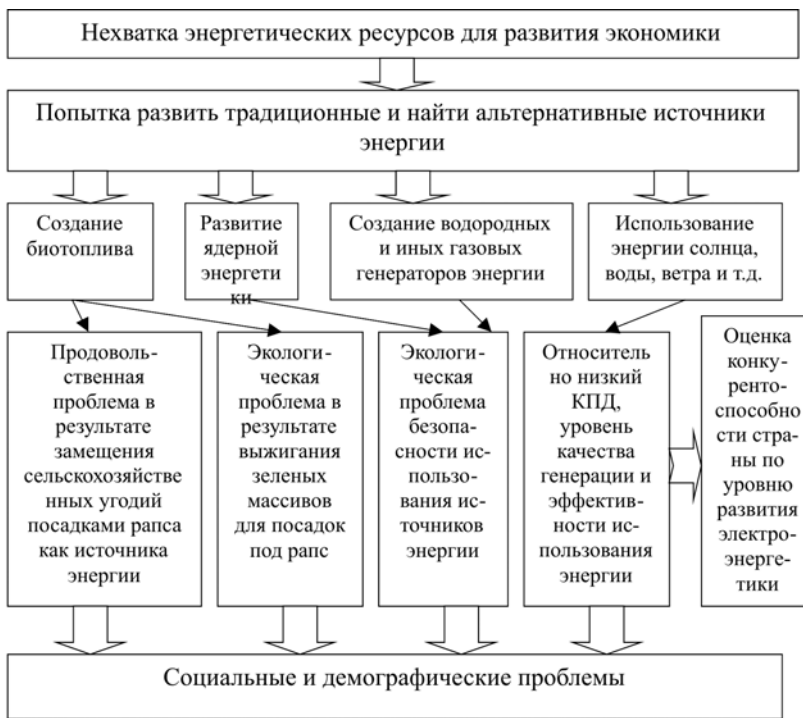 Нехватка энергетических ресурсов для развития экономики
Попытка развить традиционные и найти альтернативные источники
энергии
Создание
биотоплива
Развитие
ядерной
энергети
ки
Создание водородных
и иных газовых
генераторов энергии
Использование
энергии солнца,
воды, ветра и т.д.
Продоволь-
ственная
проблема в
результате
замещения
сельскохозяйстве
нных угодий
посадками рапса
как источника
энергии
Экологи-
ческая
проблема в
результате
выжигания
зеленых
массивов
для посадок
под рапс
Экологи-
ческая
проблема
безопа-
сности ис-
пользо-
вания ис-
точников
энергии
Относитель
но низкий
КПД,
уровень
качества
генерации и
эффективно
сти ис-
пользования
энергии
Оценка
конку-
ренто-
способно
сти стра-
ны по
уровню
развития
электро-
энерге-
тики
Социальные и демографические проблемы